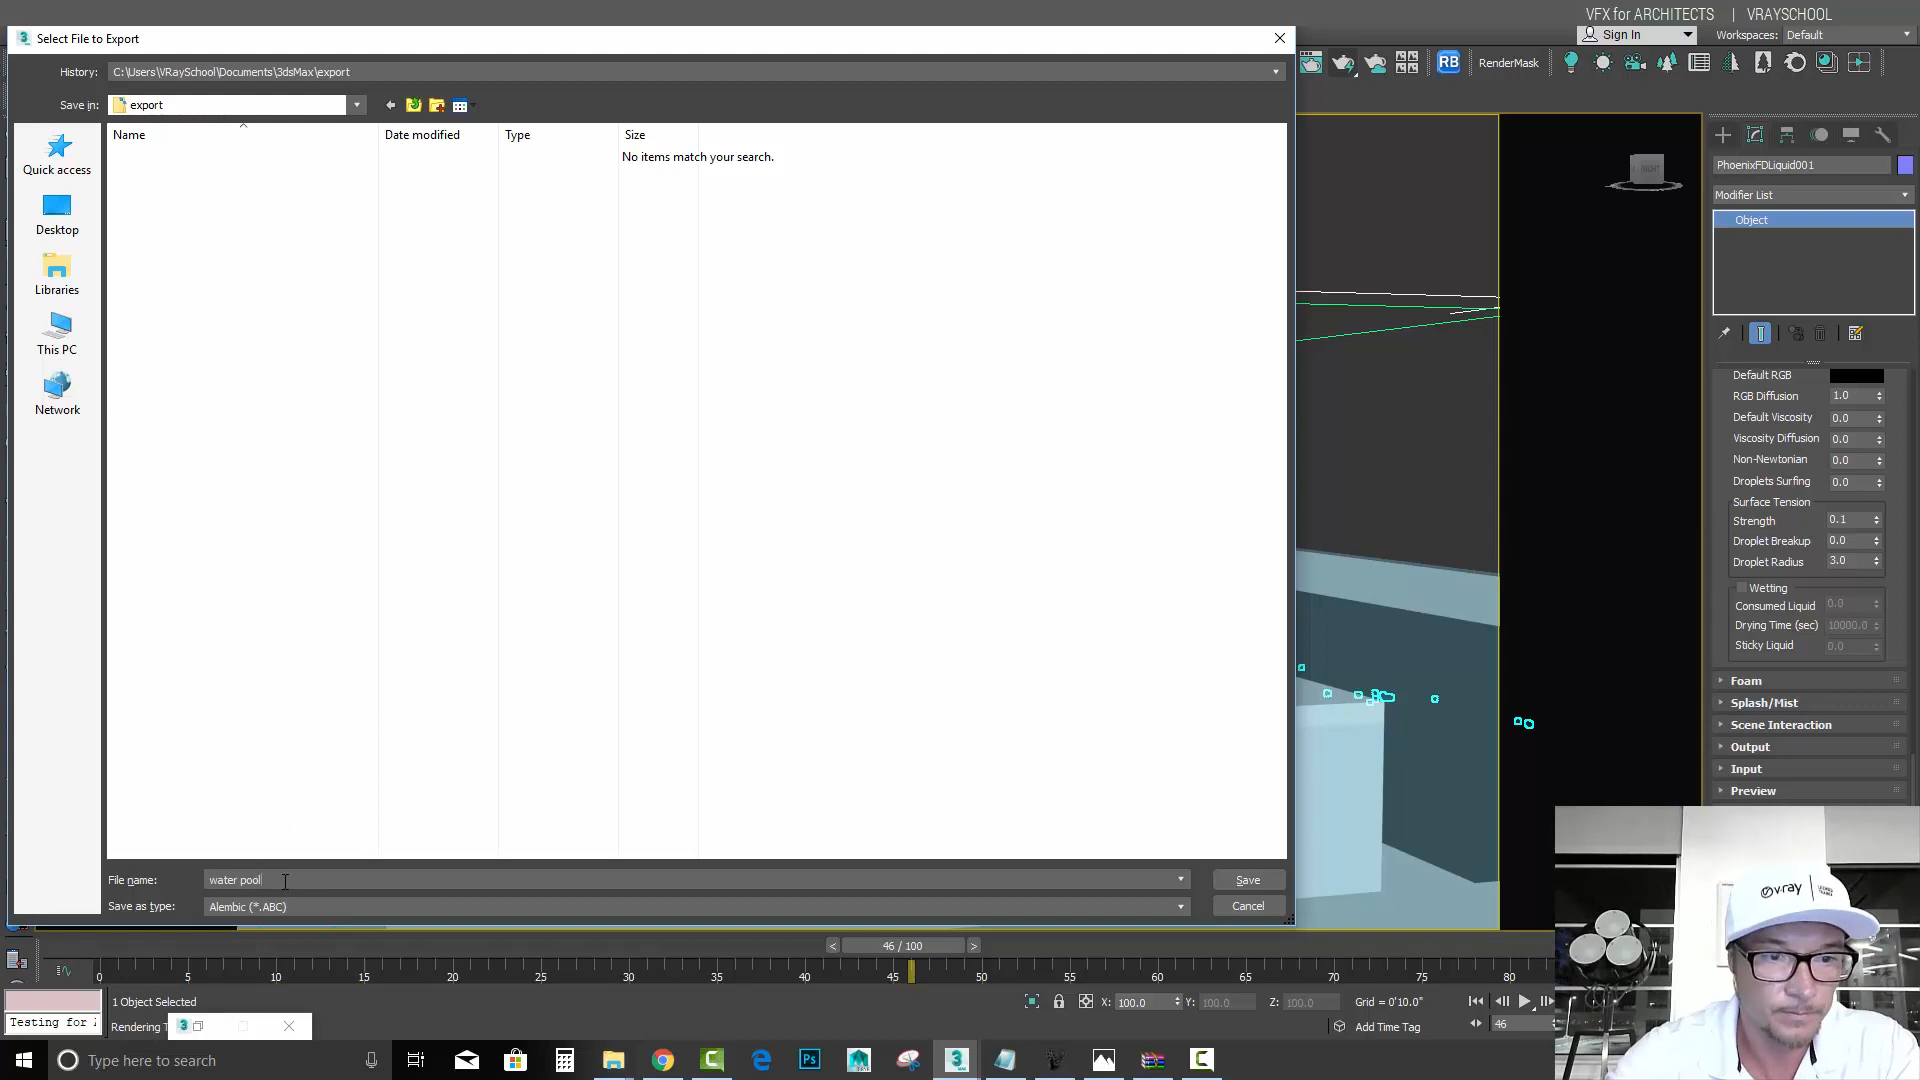 VFX for ARCHITECTS | VRAYSCHOOL
Select File to Export
Sign In
Workspaces: Default
History: C:\Users\VRaySchool\Documents\3dsMax\export
RB RenderMask
Save in: export
Name Date modified Type Size
No items match your search.
Quick access
Desktop
Libraries
This PC
Network
RIGHT
PhoenixFDLiquid001
Modifier List
Object
Default RGB
RGB Diffusion 1.0
Default Viscosity 0.0
Viscosity Diffusion 0.0
Non-Newtonian 0.0
Droplets Surfing 0.0
Surface Tension
Strength 0.1
Droplet Breakup 0.0
Droplet Radius 3.0
Wetting
Consumed Liquid 0.0
Drying Time (sec) 10000.0
Sticky Liquid 0.0
Foam
Splash/Mist
Scene Interaction
Output
Input
Preview
File name: water pool
Save
Save as type: Alembic (*.ABC)
Cancel
< 46 / 100 >
0 5 10 15 20 25 30 35 40 45 50 55 60 65 70 75 80
1 Object Selected
X: 100.0 Y: 100.0 Z: 100.0 Grid = 0'10.0"
Testing for
Rendering T
Add Time Tag
46
v·ray
Type here to search